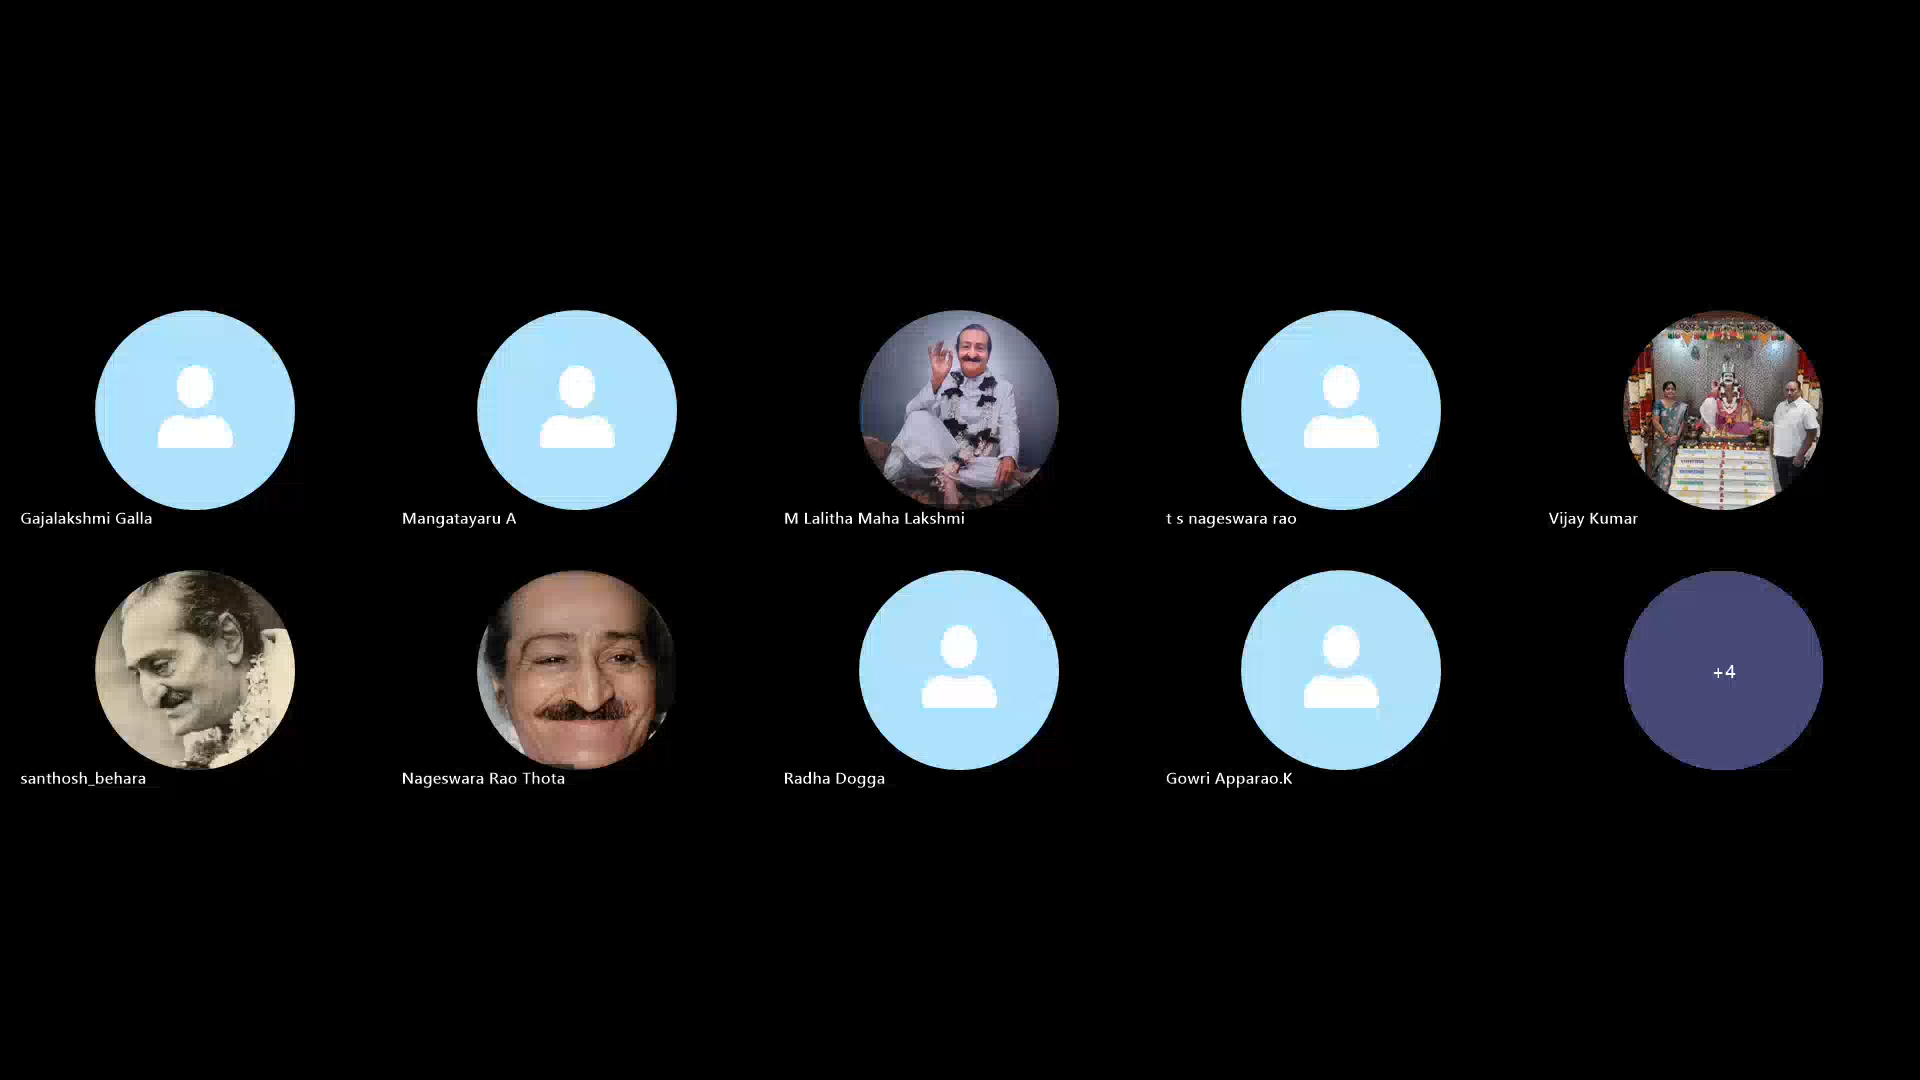 Gajalakshmi Galla
Mangatayaru A
M Lalitha Maha Lakshmi
t s nageswara rao
Vijay Kumar
santhosh_behara
Nageswara Rao Thota
Radha Dogga
Gowri Apparao.K
+4